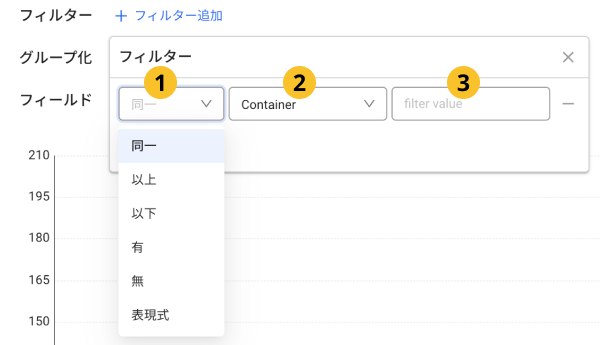 フィルター + フィルター追加
グループ化
フィルター ×
フィールド
1 2 3
同一 Container filter value
同一
以上
以下
有
無
表現式
210
195
180
165
150